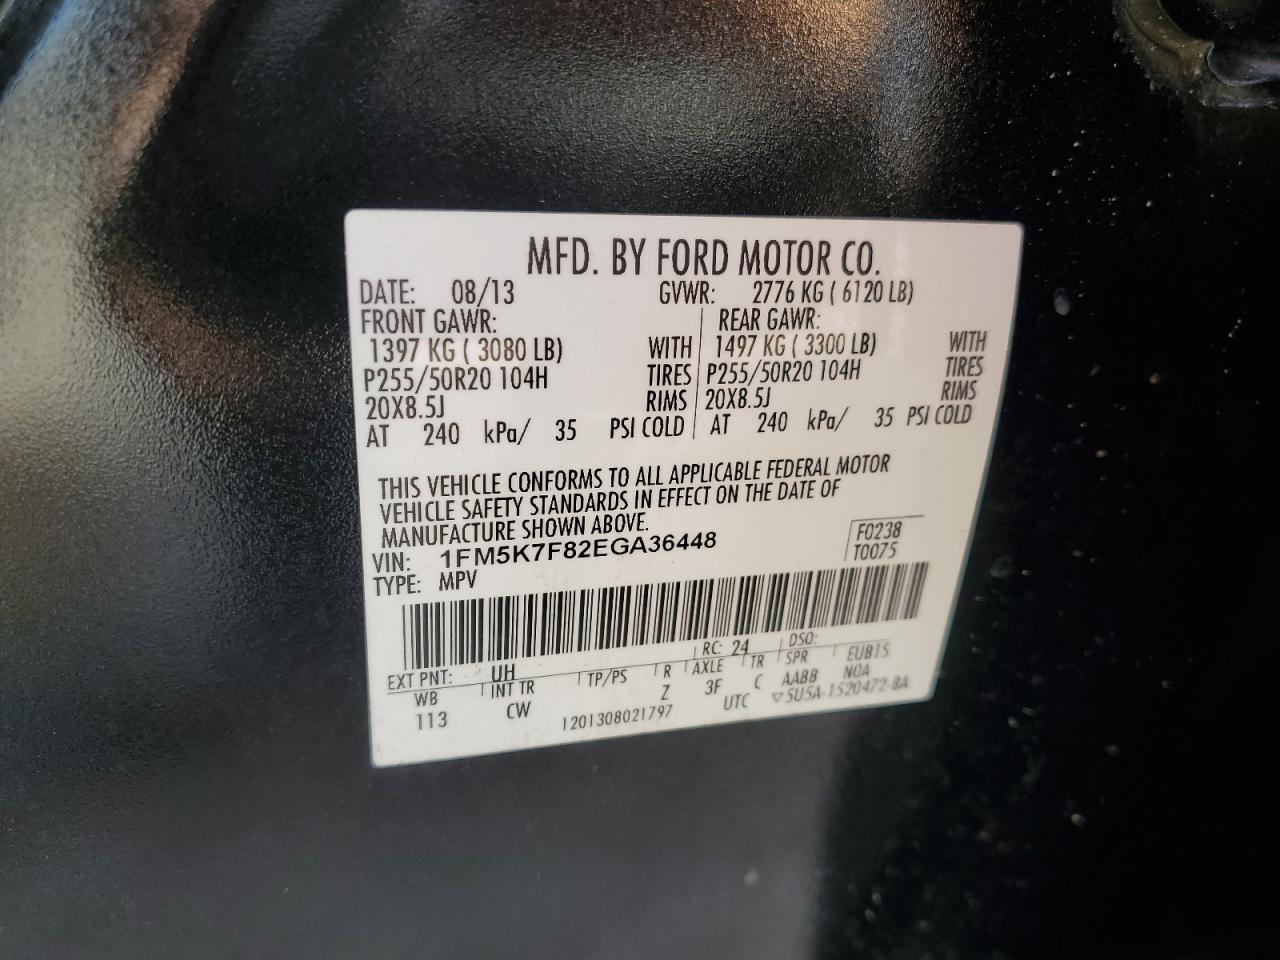 MFD. BY FORD MOTOR CO.
DATE: 08/13 GVWR: 2776 KG ( 6120 LB)
FRONT GAWR: REAR GAWR:
1397 KG ( 3080 LB) WITH 1497 KG ( 3300 LB) WITH
P255/50R20 104H TIRES P255/50R20 104H TIRES
20X8.5J RIMS 20X8.5J RIMS
AT 240 kPa/ 35 PSI COLD AT 240 kPa/ 35 PSI COLD
THIS VEHICLE CONFORMS TO ALL APPLICABLE FEDERAL MOTOR
VEHICLE SAFETY STANDARDS IN EFFECT ON THE DATE OF
MANUFACTURE SHOWN ABOVE.
VIN: 1FM5K7F82EGA36448 F0238
TYPE: MPV T0075
EXT PNT: UH RC: 24 DSO:
WB INT TR TP/PS R AXLE TR SPR EUB1S
113 CW Z 3F C AABB NOA
1201308021797 UTC ▽5U5A-1520472-BA